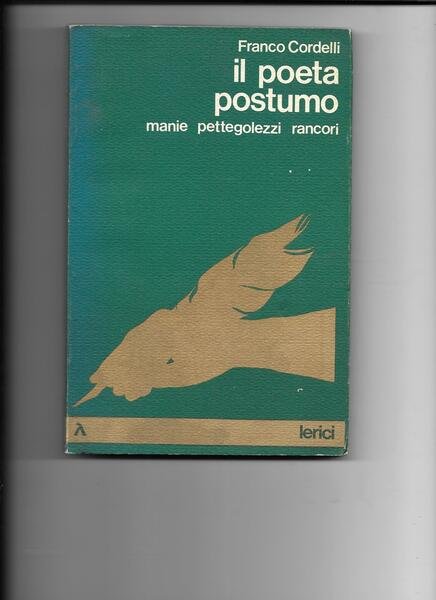 Franco Cordelli
il poeta
postumo
manie pettegolezzi rancori
λ
lerici